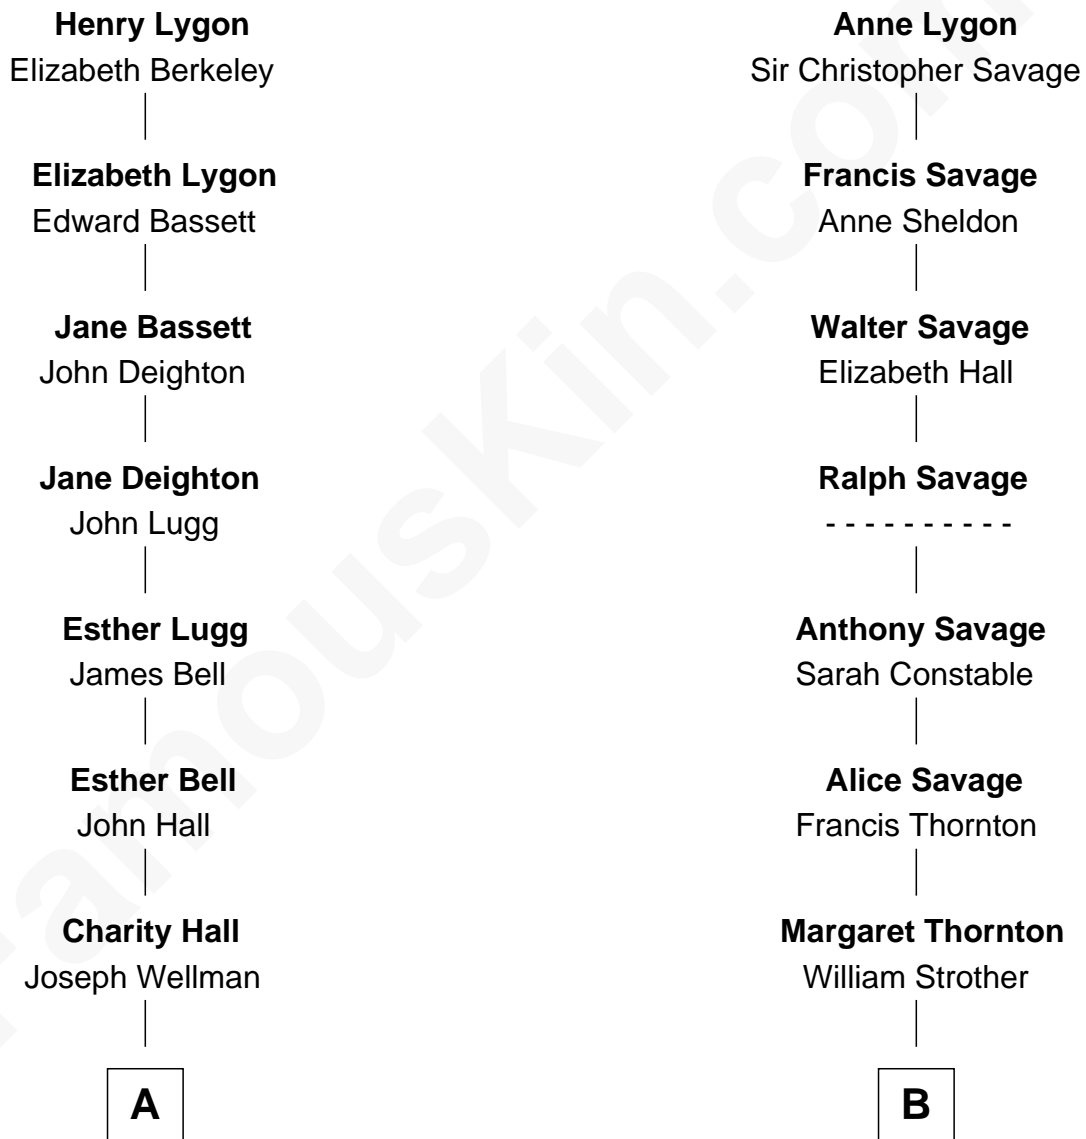 Henry Lygon
Elizabeth Berkeley
Elizabeth Lygon
Edward Bassett
Jane Bassett
John Deighton
Jane Deighton
John Lugg
Esther Lugg
James Bell
Esther Bell
John Hall
Charity Hall
Joseph Wellman
A
Anne Lygon
Sir Christopher Savage
Francis Savage
Anne Sheldon
Walter Savage
Elizabeth Hall
Ralph Savage
- - - - - - - - - -
Anthony Savage
Sarah Constable
Alice Savage
Francis Thornton
Margaret Thornton
William Strother
B
FamousKin.com